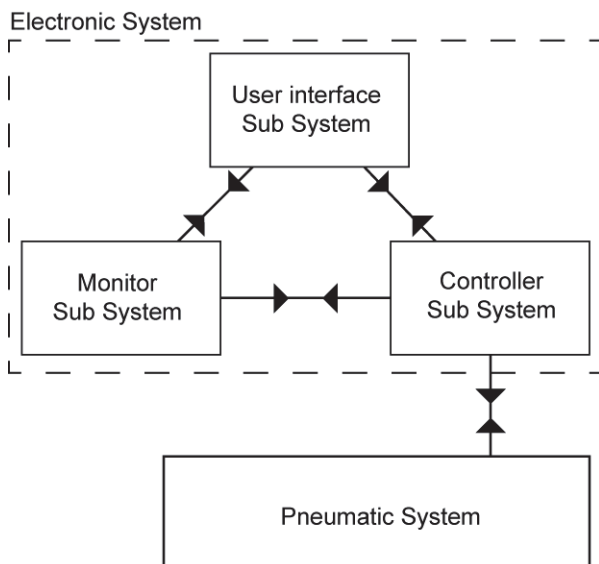 Electronic System
User interface
Sub System
Monitor
Sub System
Controller
Sub System
Pneumatic System